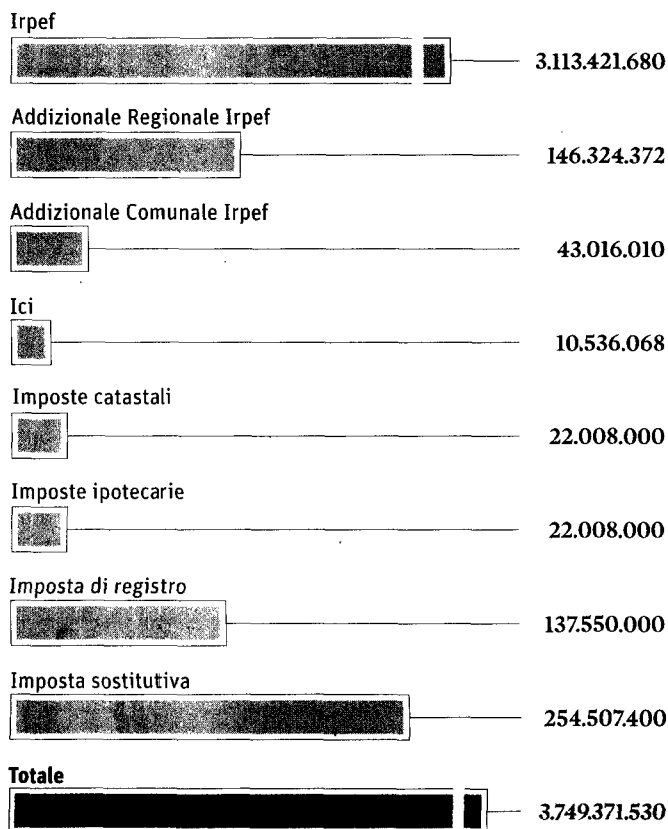 Irpef
3.113.421.680
Addizionale Regionale Irpef
146.324.372
Addizionale Comunale Irpef
43.016.010
Ici
10.536.068
Imposte catastali
22.008.000
Imposte ipotecarie
22.008.000
Imposta di registro
137.550.000
Imposta sostitutiva
254.507.400
Totale
3.749.371.530